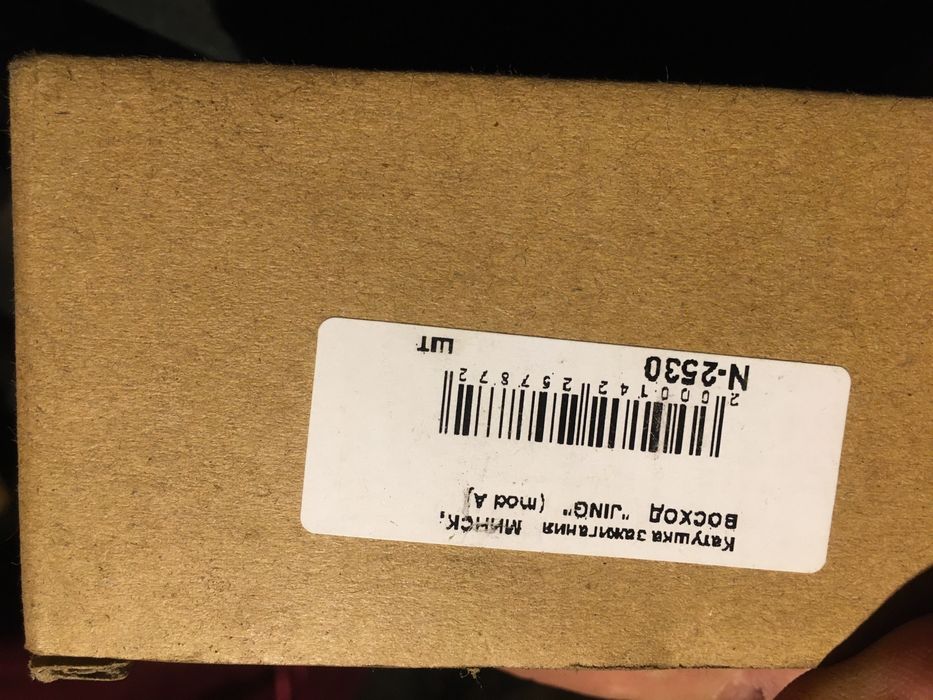 Катушка зажигания МИНСК,
ВОСХОД "JING" (mod A)
2000142257872
N-2530 шт